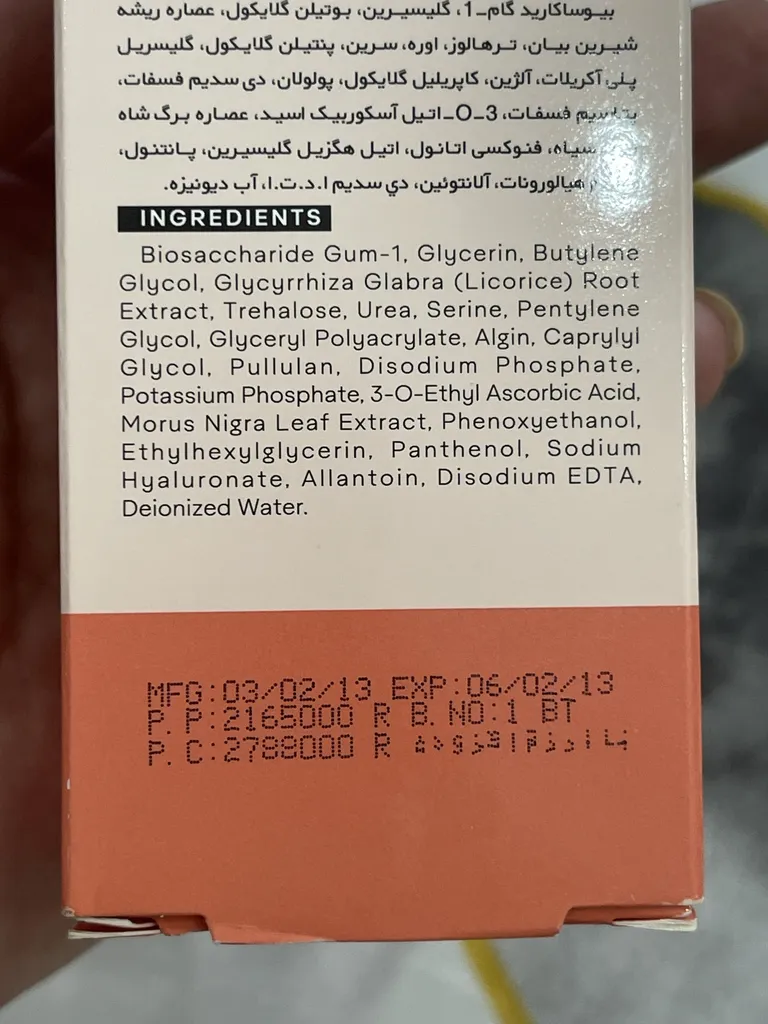 بیوساکارید گام–1، گلیسیرین، بوتیلن گلایکول، عصاره ریشه
شیرین بیان، ترهالوز، اوره، سرین، پنتیلن گلایکول، گلیسریل
پلی آکریلات، آلژین، کاپریلیل گلایکول، پولولان، دی سدیم فسفات،
پتاسیم فسفات، 3–O–اتیل آسکوربیک اسید، عصاره برگ شاه
سیاه، فنوکسی اتانول، اتیل هگزیل گلیسیرین، پانتنول،
هیالورونات، آلانتوئین، دي سدیم ا.د.ت.ا، آب دیونیزه.
INGREDIENTS
Biosaccharide Gum-1, Glycerin, Butylene
Glycol, Glycyrrhiza Glabra (Licorice) Root
Extract, Trehalose, Urea, Serine, Pentylene
Glycol, Glyceryl Polyacrylate, Algin, Caprylyl
Glycol, Pullulan, Disodium Phosphate,
Potassium Phosphate, 3-O-Ethyl Ascorbic Acid,
Morus Nigra Leaf Extract, Phenoxyethanol,
Ethylhexylglycerin, Panthenol, Sodium
Hyaluronate, Allantoin, Disodium EDTA,
Deionized Water.
MFG:03/02/13 EXP:06/02/13
P.P:2165000 R B.NO:1 BT
P.C:2788000 R با ارزش افزوده